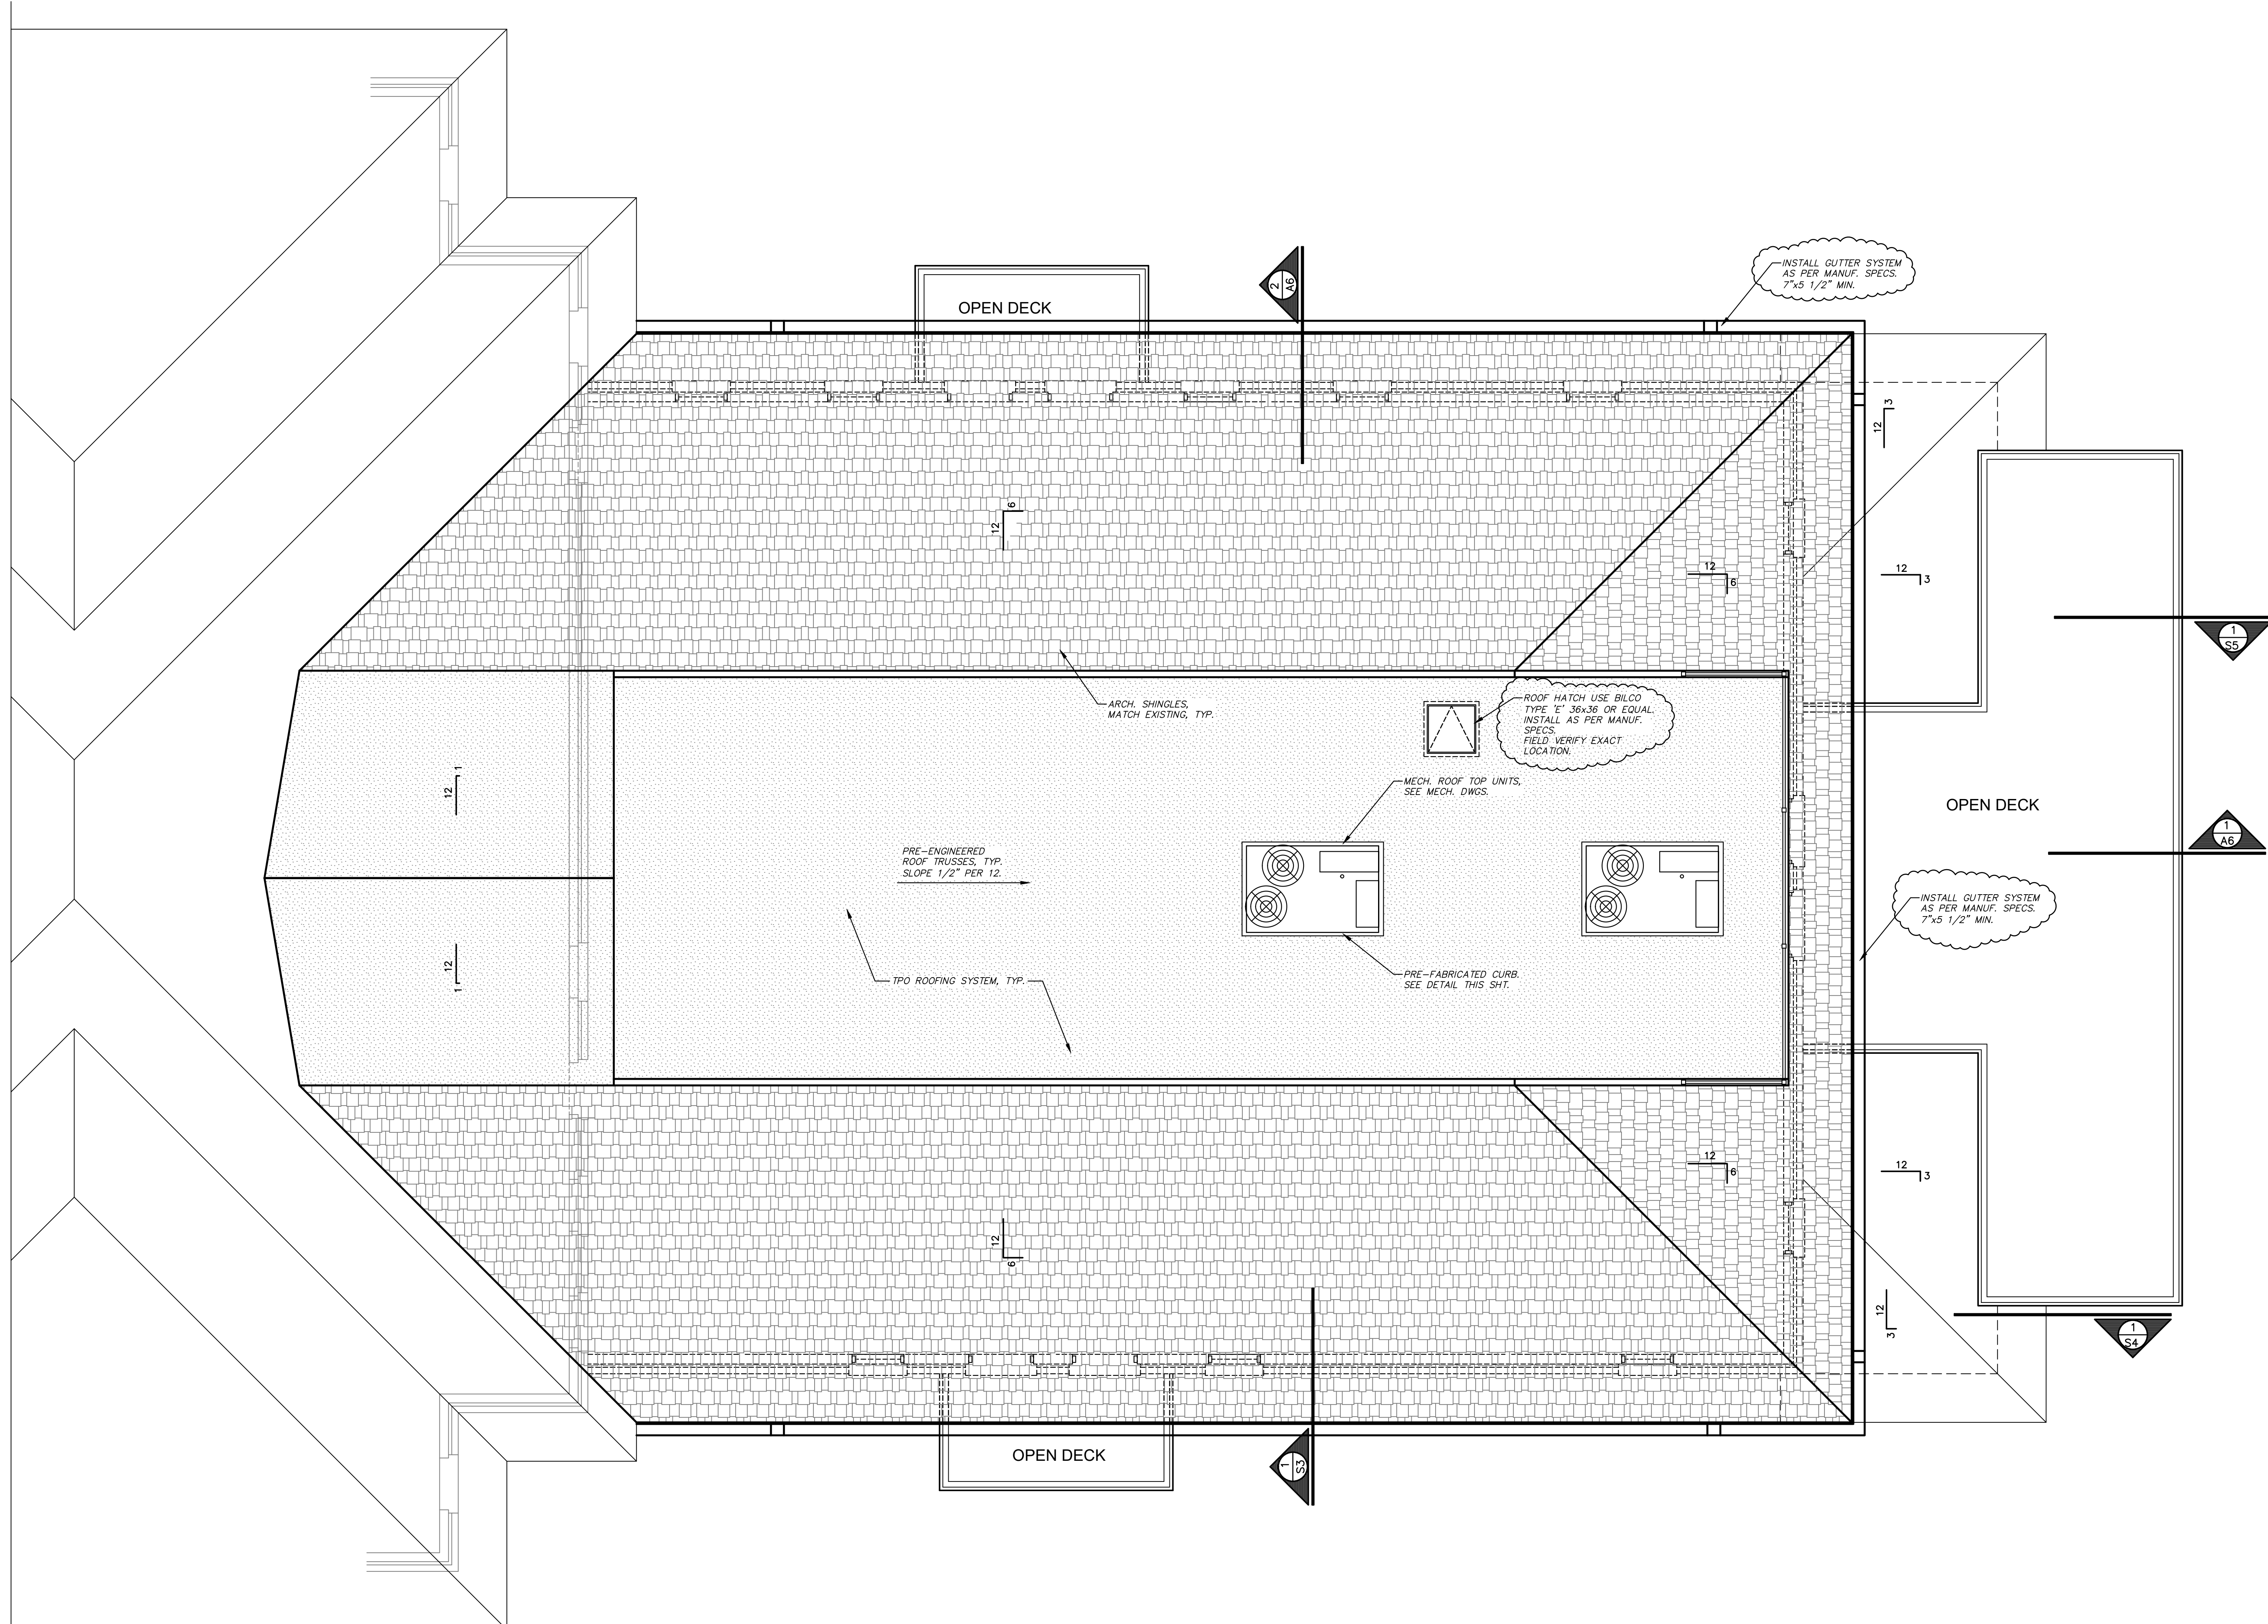 INSTALL GUTTER SYSTEM
AS PER MANUF. SPECS.
7"x5 1/2" MIN.
2
A6
OPEN DECK
12
3
12
6
12
6
12
3
1
S5
ARCH. SHINGLES,
MATCH EXISTING, TYP.
ROOF HATCH USE BILCO
TYPE 'E' 36x36 OR EQUAL.
INSTALL AS PER MANUF.
SPECS.
FIELD VERIFY EXACT
LOCATION.
12
1
MECH. ROOF TOP UNITS,
SEE MECH. DWGS.
OPEN DECK
1
A6
PRE-ENGINEERED
ROOF TRUSSES, TYP.
SLOPE 1/2" PER 12.
INSTALL GUTTER SYSTEM
AS PER MANUF. SPECS.
7"x5 1/2" MIN.
12
1
TPO ROOFING SYSTEM, TYP.
PRE-FABRICATED CURB.
SEE DETAIL THIS SHT.
12
6
12
3
12
6
12
3
1
S4
OPEN DECK
1
S3